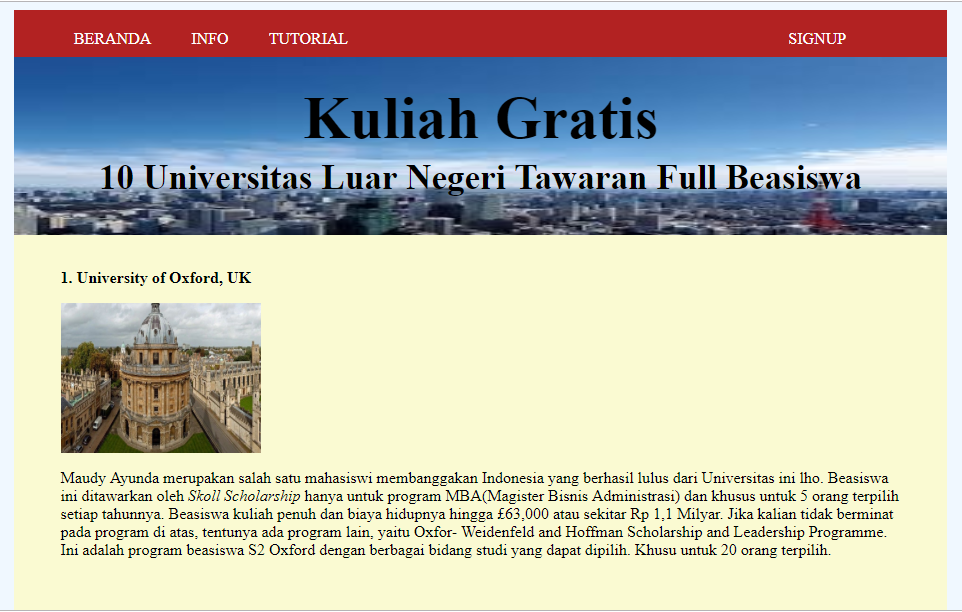 BERANDA INFO TUTORIAL SIGNUP
Kuliah Gratis
10 Universitas Luar Negeri Tawaran Full Beasiswa
1. University of Oxford, UK
Maudy Ayunda merupakan salah satu mahasiswi membanggakan Indonesia yang berhasil lulus dari Universitas ini lho. Beasiswa
ini ditawarkan oleh Skoll Scholarship hanya untuk program MBA(Magister Bisnis Administrasi) dan khusus untuk 5 orang terpilih
setiap tahunnya. Beasiswa kuliah penuh dan biaya hidupnya hingga £63,000 atau sekitar Rp 1,1 Milyar. Jika kalian tidak berminat
pada program di atas, tentunya ada program lain, yaitu Oxfor- Weidenfeld and Hoffman Scholarship and Leadership Programme.
Ini adalah program beasiswa S2 Oxford dengan berbagai bidang studi yang dapat dipilih. Khusu untuk 20 orang terpilih.